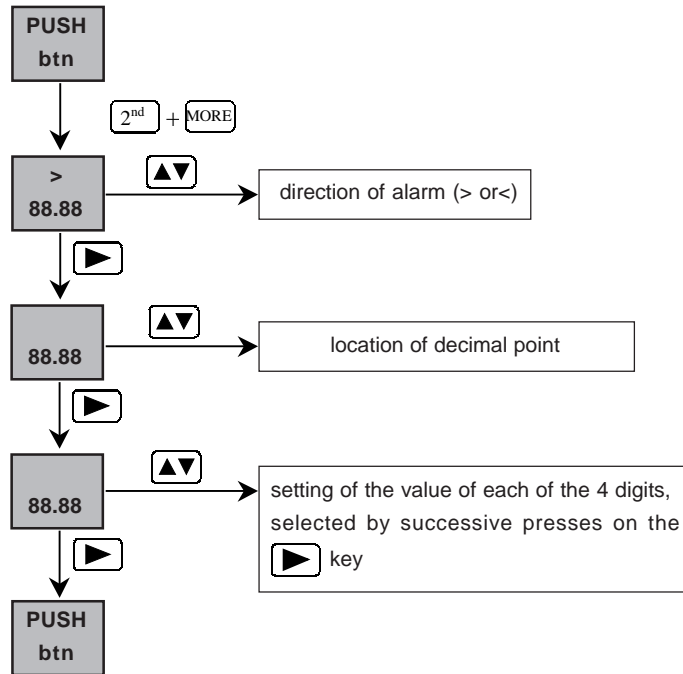 PUSH
btn
2nd + MORE
>
88.88
▲▼
direction of alarm (> or<)
▶
88.88
▲▼
location of decimal point
▶
88.88
▲▼
setting of the value of each of the 4 digits,
selected by successive presses on the
▶ key
▶
PUSH
btn